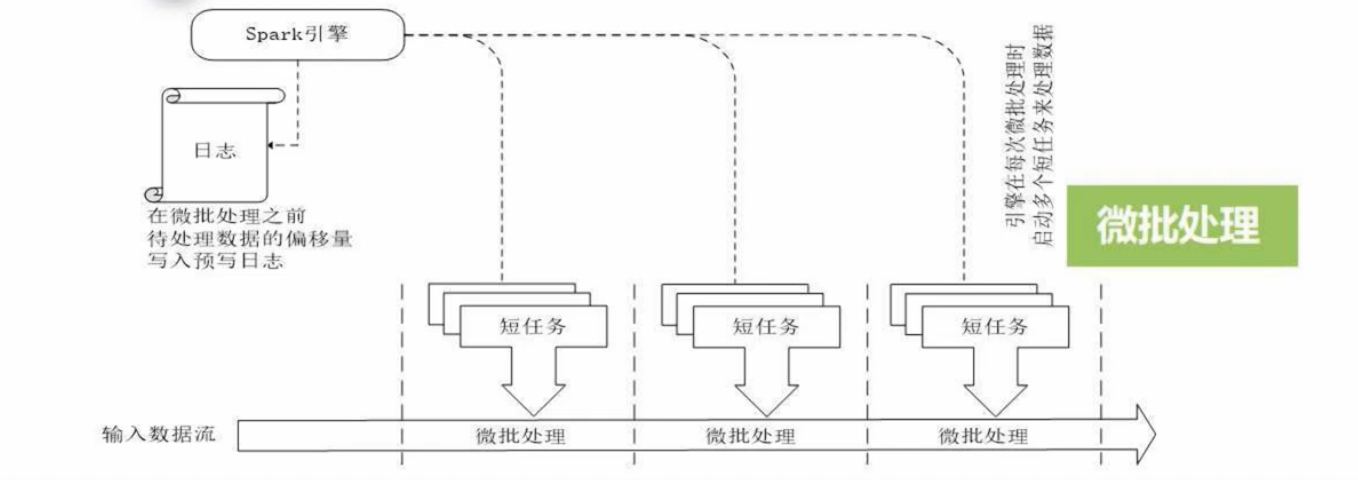 Spark引擎
日志
在微批处理之前
待处理数据的偏移量
写入预写日志
引擎在每次微批处理时
启动多个短任务来处理数据
微批处理
短任务
短任务
短任务
输入数据流
微批处理
微批处理
微批处理